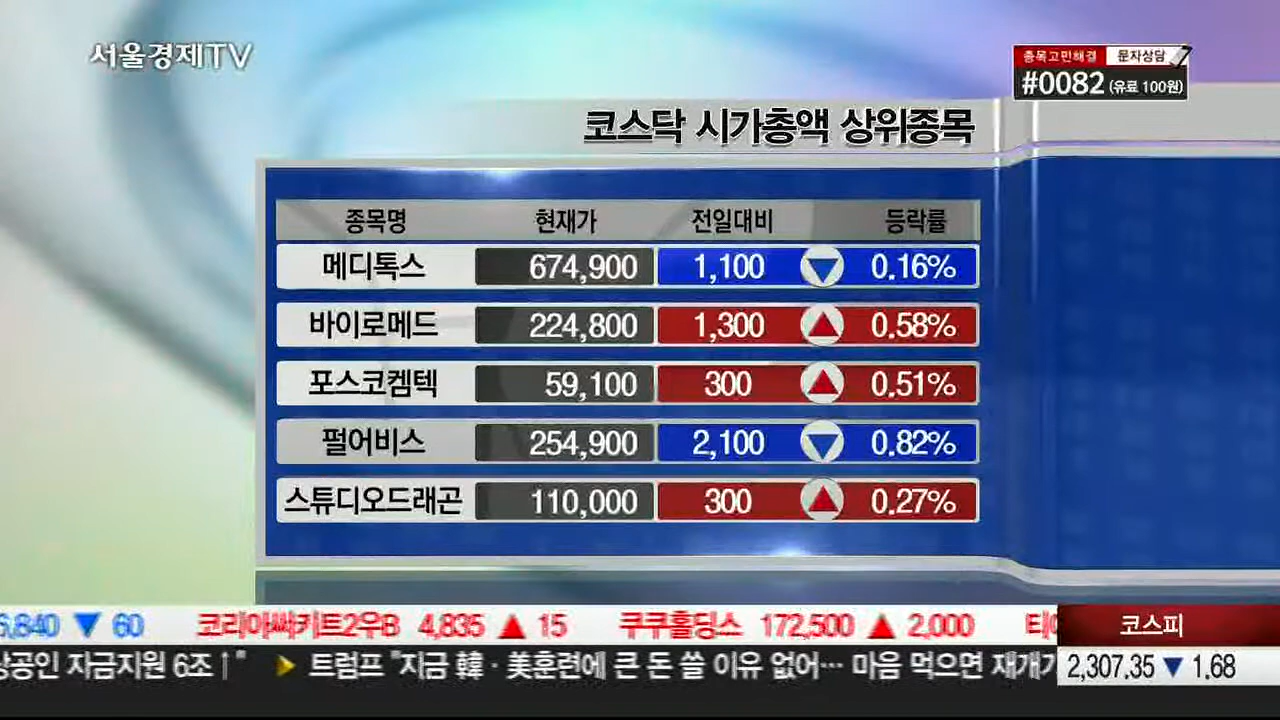 서울경제TV
종목고민해결 문자상담
#0082 (유료 100원)
코스닥 시가총액 상위종목
종목명 현재가 전일대비 등락률
메디톡스 674,900 1,100 ▼ 0.16%
바이로메드 224,800 1,300 ▲ 0.58%
포스코켐텍 59,100 300 ▲ 0.51%
펄어비스 254,900 2,100 ▼ 0.82%
스튜디오드래곤 110,000 300 ▲ 0.27%
6,840 ▼ 60 코리아써키트2우B 4,835 ▲ 15 쿠쿠홀딩스 172,500 ▲ 2,000
코스피
상공인 자금지원 6조↑" ▶ 트럼프 "지금 韓·美훈련에 큰 돈 쓸 이유 없어… 마음 먹으면 재개
2,307.35 ▼ 1.68